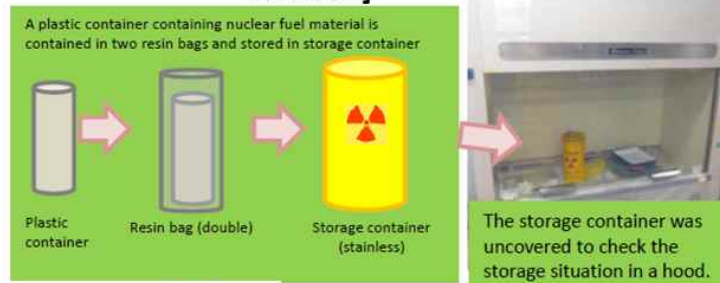 A plastic container containing nuclear fuel material is
contained in two resin bags and stored in storage container
Plastic
container
Resin bag (double)
Storage container
(stainless)
The storage container was
uncovered to check the
storage situation in a hood.